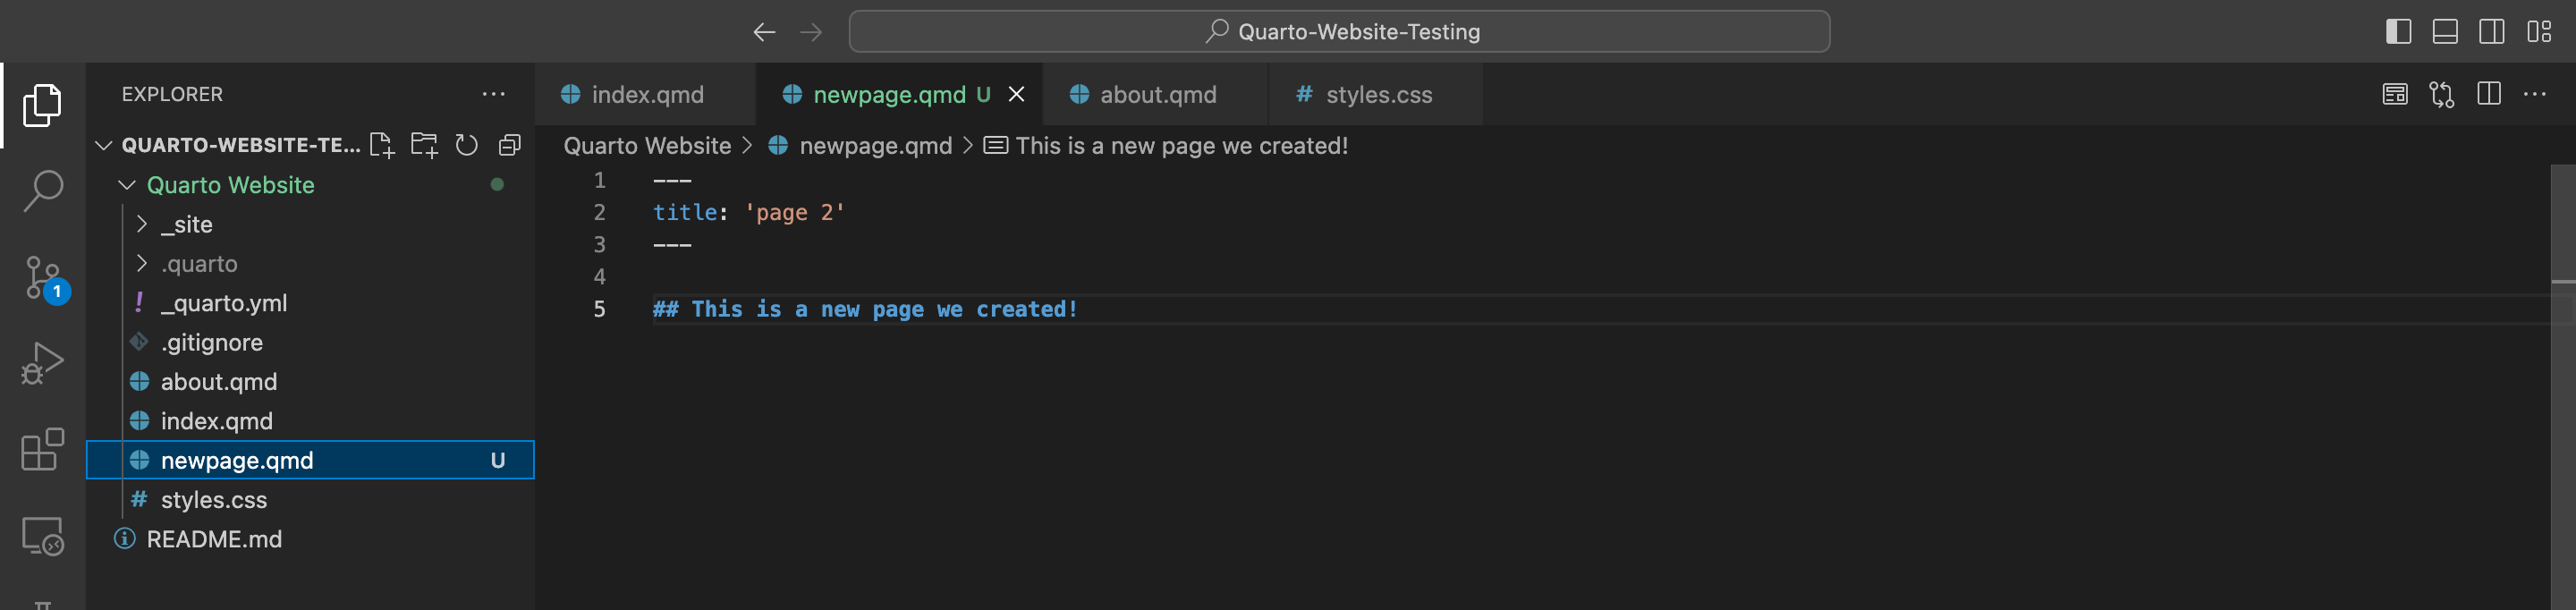 Quarto-Website-Testing
EXPLORER
QUARTO-WEBSITE-TE...
Quarto Website
_site
.quarto
! _quarto.yml
.gitignore
about.qmd
index.qmd
newpage.qmd U
# styles.css
README.md
1
index.qmd
newpage.qmd U
about.qmd
# styles.css
Quarto Website > newpage.qmd > This is a new page we created!
1 ---
2 title: 'page 2'
3 ---
4
5 ## This is a new page we created!